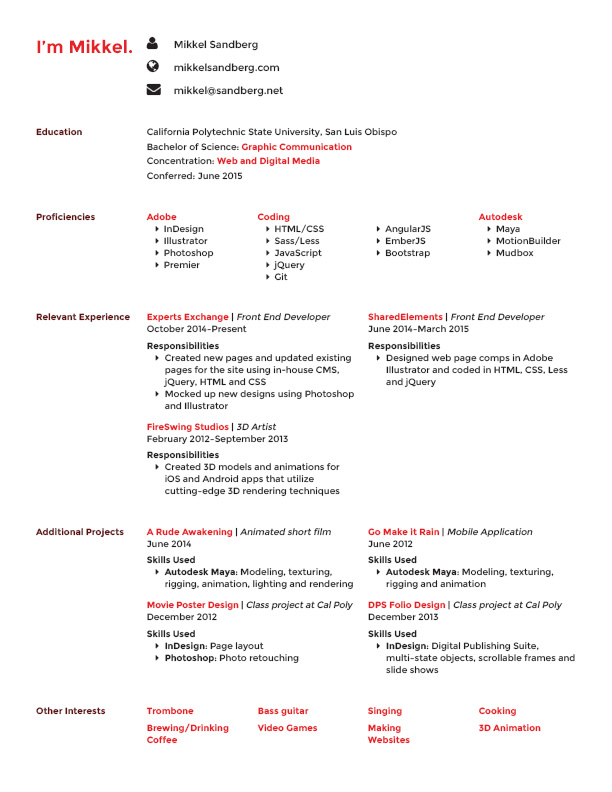 I'm Mikkel.
Mikkel Sandberg
mikkelsandberg.com
mikkel@sandberg.net
Education
California Polytechnic State University, San Luis Obispo
Bachelor of Science: Graphic Communication
Concentration: Web and Digital Media
Conferred: June 2015
Proficiencies
Adobe
InDesign
Illustrator
Photoshop
Premier
Coding
HTML/CSS
Sass/Less
JavaScript
jQuery
Git
AngularJS
EmberJS
Bootstrap
Autodesk
Maya
MotionBuilder
Mudbox
Relevant Experience
Experts Exchange | Front End Developer
October 2014-Present
Responsibilities
Created new pages and updated existing
pages for the site using in-house CMS,
jQuery, HTML and CSS
Mocked up new designs using Photoshop
and Illustrator
SharedElements | Front End Developer
June 2014-March 2015
Responsibilities
Designed web page comps in Adobe
Illustrator and coded in HTML, CSS, Less
and jQuery
FireSwing Studios | 3D Artist
February 2012-September 2013
Responsibilities
Created 3D models and animations for
iOS and Android apps that utilize
cutting-edge 3D rendering techniques
Additional Projects
A Rude Awakening | Animated short film
June 2014
Skills Used
Autodesk Maya: Modeling, texturing,
rigging, animation, lighting and rendering
Go Make it Rain | Mobile Application
June 2012
Skills Used
Autodesk Maya: Modeling, texturing,
rigging and animation
Movie Poster Design | Class project at Cal Poly
December 2012
Skills Used
InDesign: Page layout
Photoshop: Photo retouching
DPS Folio Design | Class project at Cal Poly
December 2013
Skills Used
InDesign: Digital Publishing Suite,
multi-state objects, scrollable frames and
slide shows
Other Interests
Trombone
Bass guitar
Singing
Cooking
Brewing/Drinking
Coffee
Video Games
Making
Websites
3D Animation